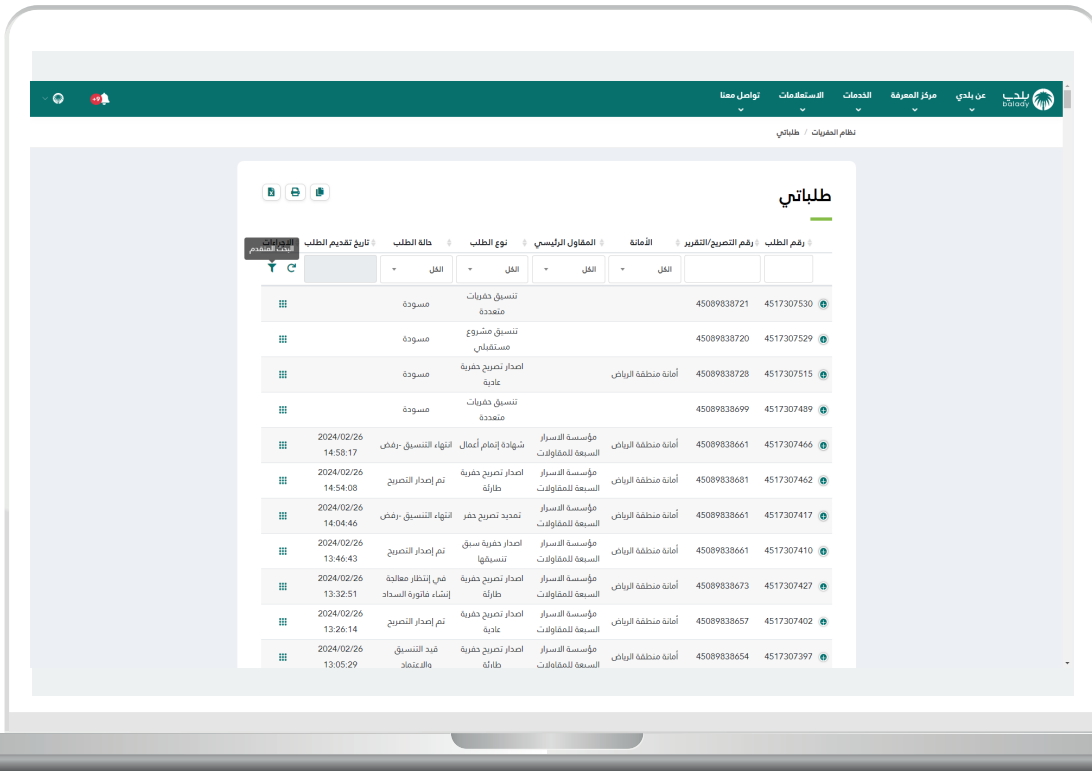 بلدي balady
عن بلدي مركز المعرفة الخدمات الاستعلامات تواصل معنا
+9
نظام الحفريات / طلباتي
طلباتي
رقم الطلب رقم التصريح/التقرير الأمانة المقاول الرئيسي نوع الطلب حالة الطلب تاريخ تقديم الطلب الإجراءات
البحث المتقدم
الكل الكل الكل الكل
4517307530 45089838721 تنسيق حفريات متعددة مسودة
4517307529 45089838720 تنسيق مشروع مستقبلي مسودة
4517307515 45089838728 أمانة منطقة الرياض اصدار تصريح حفرية عادية مسودة
4517307489 45089838699 تنسيق حفريات متعددة مسودة
4517307466 45089838661 أمانة منطقة الرياض مؤسسة الاسرار السبعة للمقاولات شهادة إتمام أعمال انتهاء التنسيق -رفض 2024/02/26 14:58:17
4517307462 45089838681 أمانة منطقة الرياض مؤسسة الاسرار السبعة للمقاولات اصدار تصريح حفرية طارئة تم إصدار التصريح 2024/02/26 14:54:08
4517307417 45089838661 أمانة منطقة الرياض مؤسسة الاسرار السبعة للمقاولات تمديد تصريح حفر انتهاء التنسيق -رفض 2024/02/26 14:04:46
4517307410 45089838661 أمانة منطقة الرياض مؤسسة الاسرار السبعة للمقاولات اصدار حفرية سبق تنسيقها تم إصدار التصريح 2024/02/26 13:46:43
4517307427 45089838673 أمانة منطقة الرياض مؤسسة الاسرار السبعة للمقاولات اصدار تصريح حفرية طارئة في إنتظار معالجة إنشاء فاتورة السداد 2024/02/26 13:32:51
4517307402 45089838657 أمانة منطقة الرياض مؤسسة الاسرار السبعة للمقاولات اصدار تصريح حفرية عادية تم إصدار التصريح 2024/02/26 13:26:14
4517307397 45089838654 أمانة منطقة الرياض مؤسسة الاسرار السبعة للمقاولات اصدار تصريح حفرية طارئة قيد التنسيق والاعتماد 2024/02/26 13:05:29